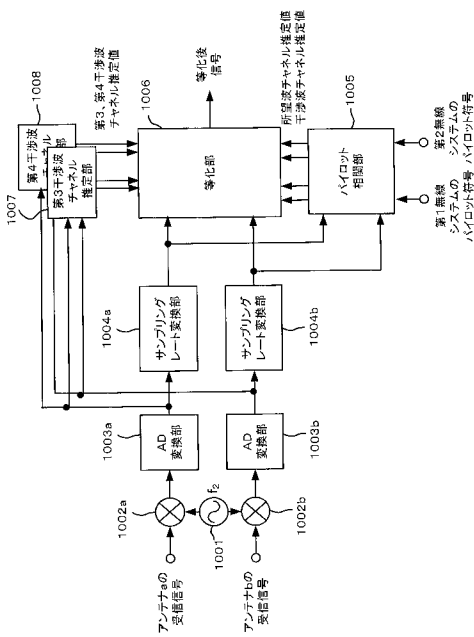 アンテナaの
受信信号
アンテナbの
受信信号
1001
f2
1002a
1002b
AD
変換部
1003a
AD
変換部
1003b
サンプリング
レート変換部
1004a
サンプリング
レート変換部
1004b
第3干渉波
チャネル
推定部
1007
第4干渉波
チャネル
部
1008
第3、第4干渉波
チャネル推定値
等化部
1006
等化後
信号
所望波チャネル推定値
干渉波チャネル推定値
パイロット
相関部
1005
第1無線
システムの
パイロット符号
第2無線
システムの
パイロット符号